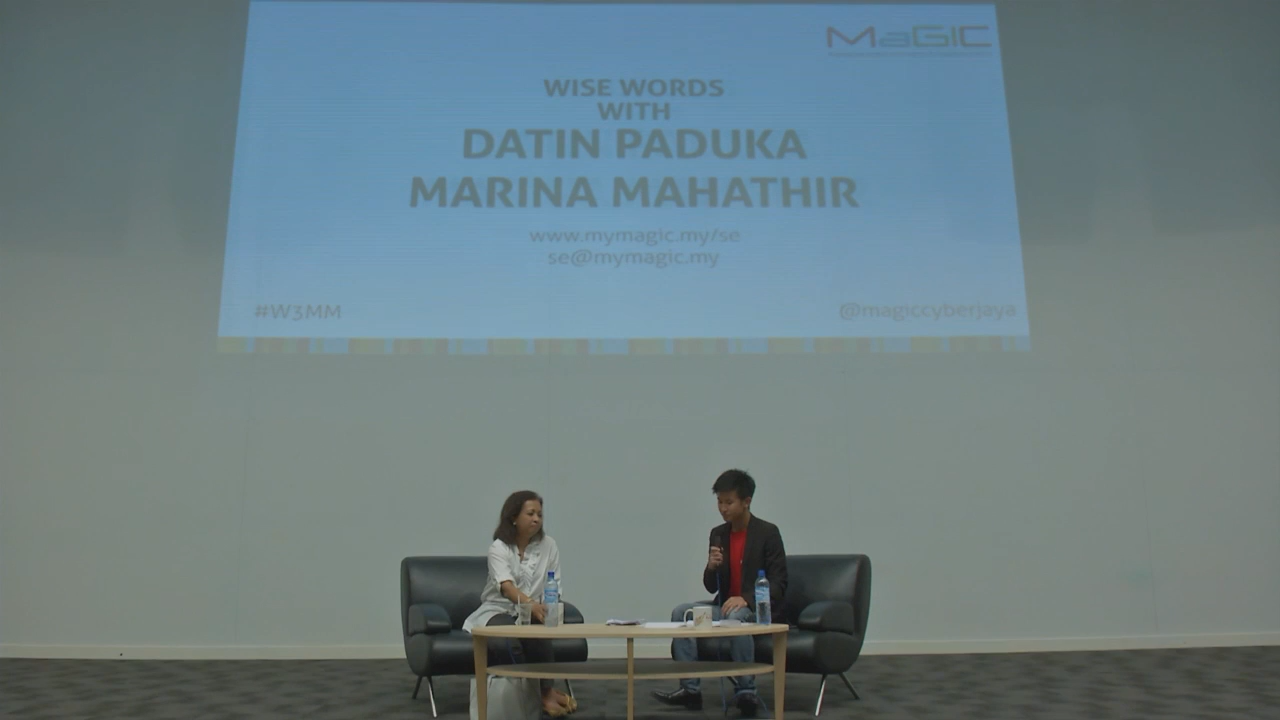 MaGIC
WISE WORDS
WITH
DATIN PADUKA
MARINA MAHATHIR
www.mymagic.my/se
se@mymagic.my
#W3MM
@magiccyberjaya